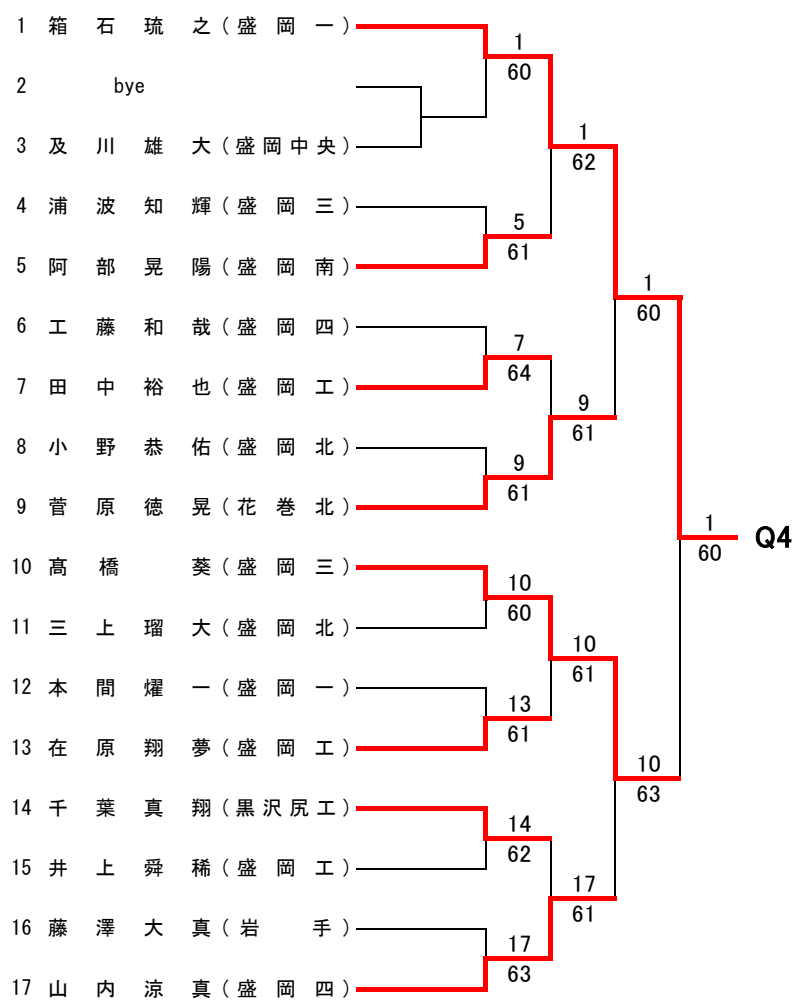 1 箱石琉之(盛岡一)
2 bye
3 及川雄大(盛岡中央)
4 浦波知輝(盛岡三)
5 阿部晃陽(盛岡南)
6 工藤和哉(盛岡四)
7 田中裕也(盛岡工)
8 小野恭佑(盛岡北)
9 菅原徳晃(花巻北)
10 髙橋葵(盛岡三)
11 三上瑠大(盛岡北)
12 本間燿一(盛岡一)
13 在原翔夢(盛岡工)
14 千葉真翔(黒沢尻工)
15 井上舜稀(盛岡工)
16 藤澤大真(岩手)
17 山内涼真(盛岡四)
1
60
5
61
7
64
9
61
10
60
13
61
14
62
17
63
1
62
9
61
10
61
17
61
1
60
10
63
1
60
Q4